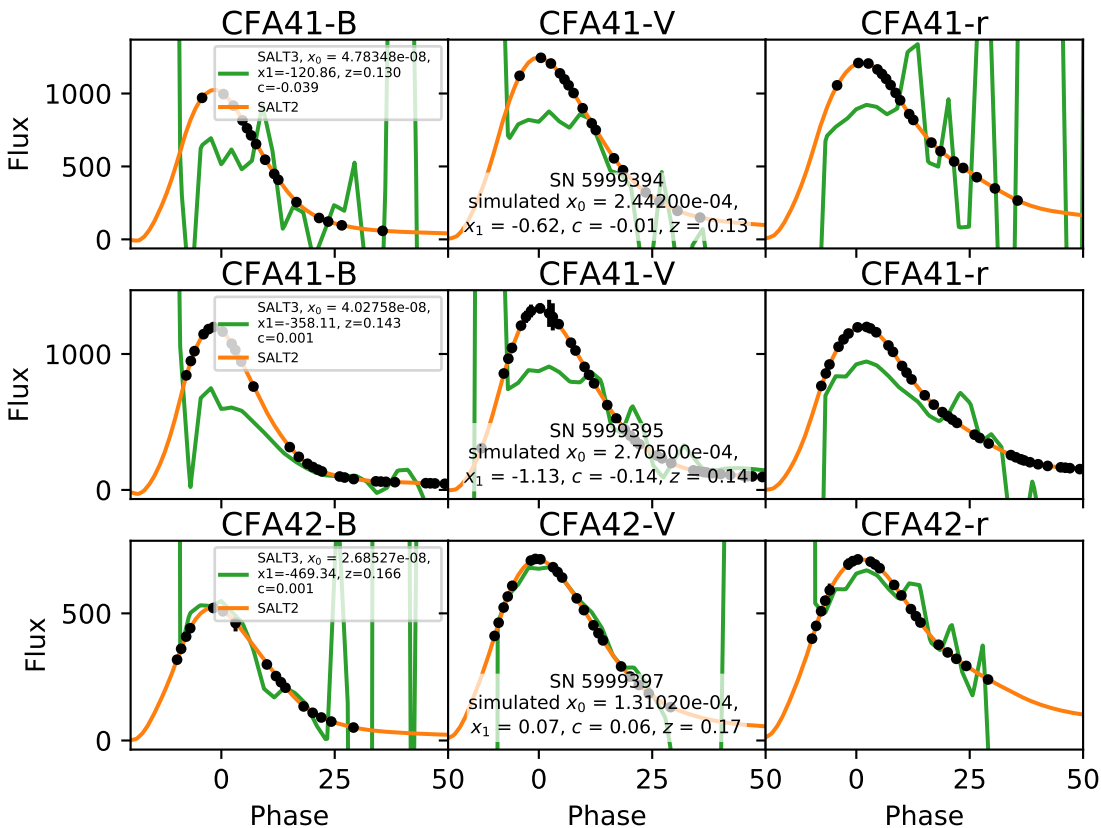 CFA41-B CFA41-V CFA41-r
Flux
1000
500
0
SALT3, x₀ = 4.78348e-08,
x1=-120.86, z=0.130
c=-0.039
SALT2
SN 5999394
simulated x₀ = 2.44200e-04,
x₁ = -0.62, c = -0.01, z = 0.13
CFA41-B CFA41-V CFA41-r
Flux
1000
0
SALT3, x₀ = 4.02758e-08,
x1=-358.11, z=0.143
c=0.001
SALT2
SN 5999395
simulated x₀ = 2.70500e-04,
x₁ = -1.13, c = -0.14, z = 0.14
CFA42-B CFA42-V CFA42-r
Flux
500
0
SALT3, x₀ = 2.68527e-08,
x1=-469.34, z=0.166
c=0.001
SALT2
SN 5999397
simulated x₀ = 1.31020e-04,
x₁ = 0.07, c = 0.06, z = 0.17
0 25 50 0 25 50 0 25 50
Phase Phase Phase